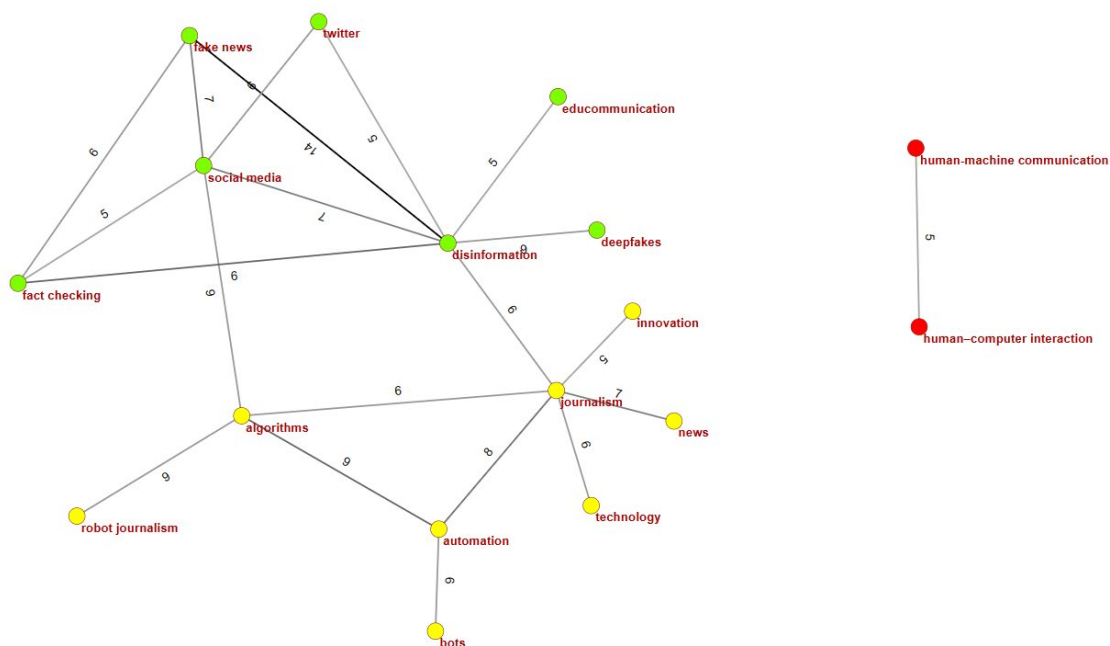 fake news
twitter
6
7
educommunication
14
5
5
human-machine communication
6
social media
5
7
5
deepfakes
6
disinformation
9
fact checking
6
6
innovation
human–computer interaction
5
6
7
journalism
algorithms
news
6
8
9
6
technology
robot journalism
automation
6
bots